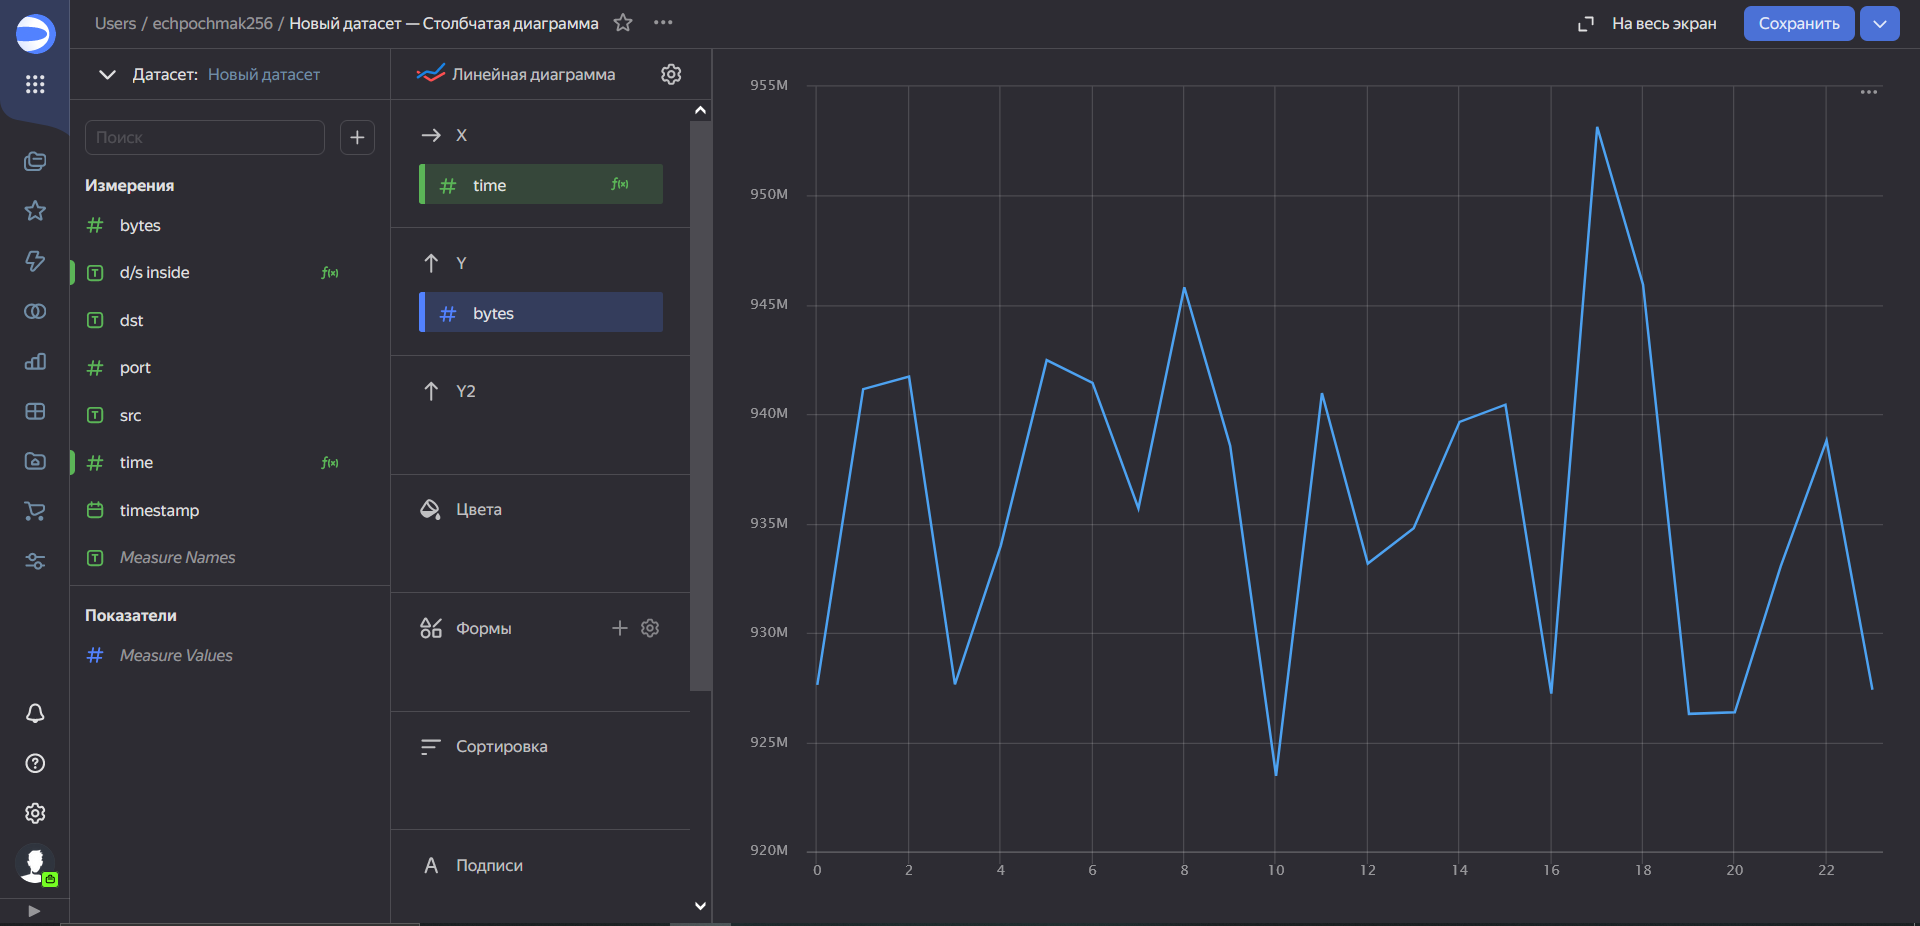 Users / echpochmak256 / Новый датасет — Столбчатая диаграмма
На весь экран
Сохранить
Датасет: Новый датасет
Поиск
Измерения
bytes
d/s inside f(x)
dst
port
src
time f(x)
timestamp
Measure Names
Показатели
Measure Values
Линейная диаграмма
X
time f(x)
Y
bytes
Y2
Цвета
Формы
Сортировка
Подписи
955M
950M
945M
940M
935M
930M
925M
920M
0 2 4 6 8 10 12 14 16 18 20 22